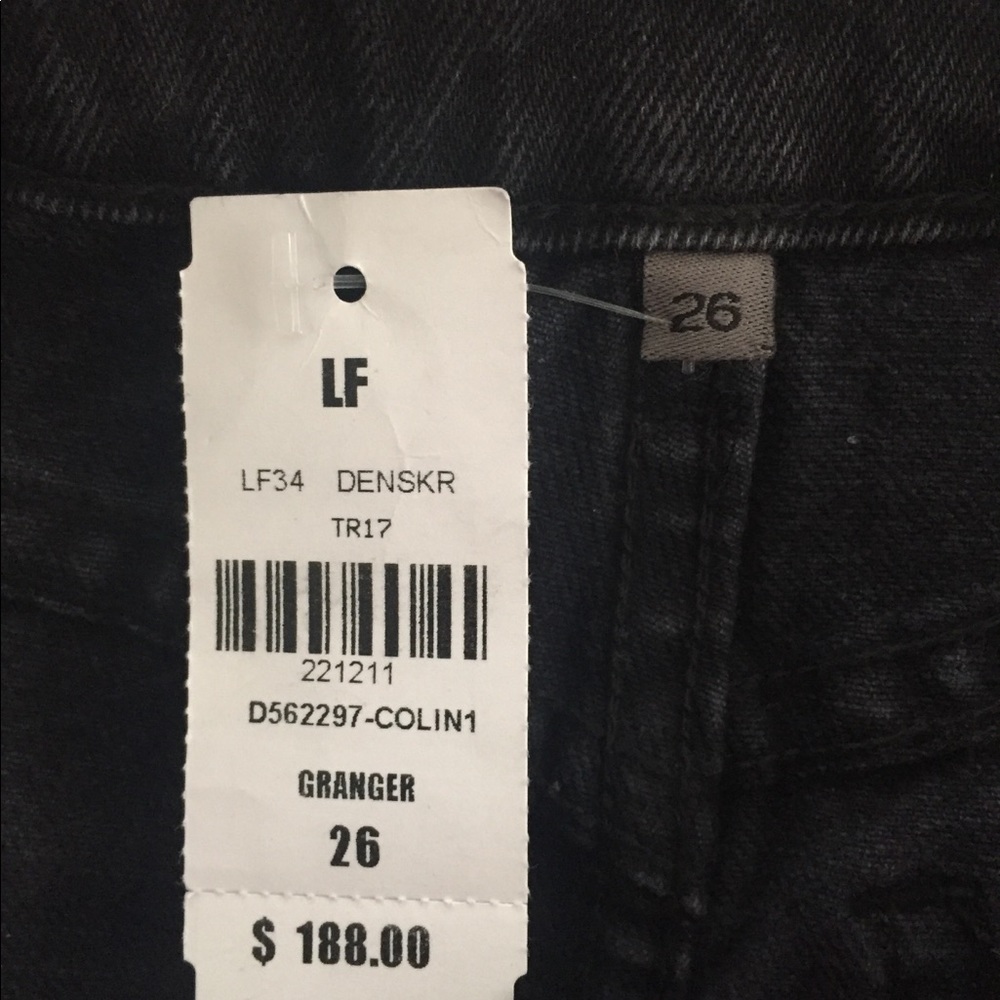 LF
LF34 DENSKR
TR17
221211
D562297-COLIN1
GRANGER
26
$ 188.00
26